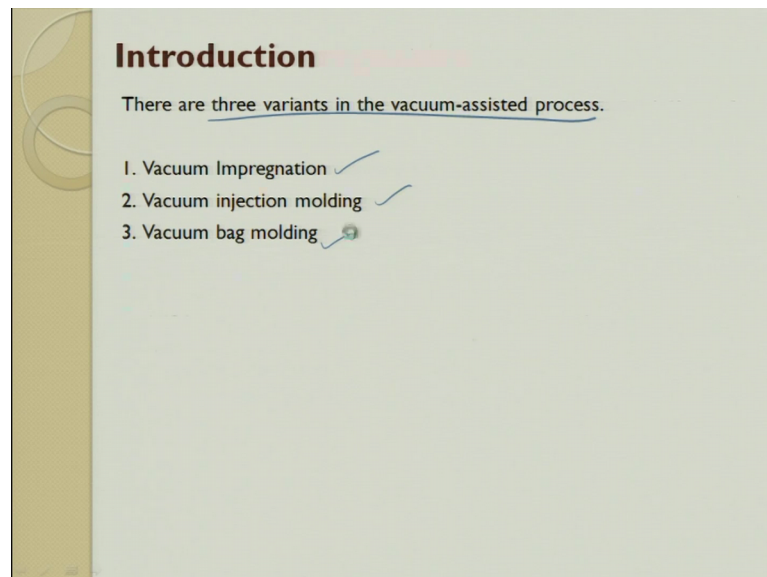 Introduction
There are three variants in the vacuum-assisted process.
1. Vacuum Impregnation
2. Vacuum injection molding
3. Vacuum bag molding